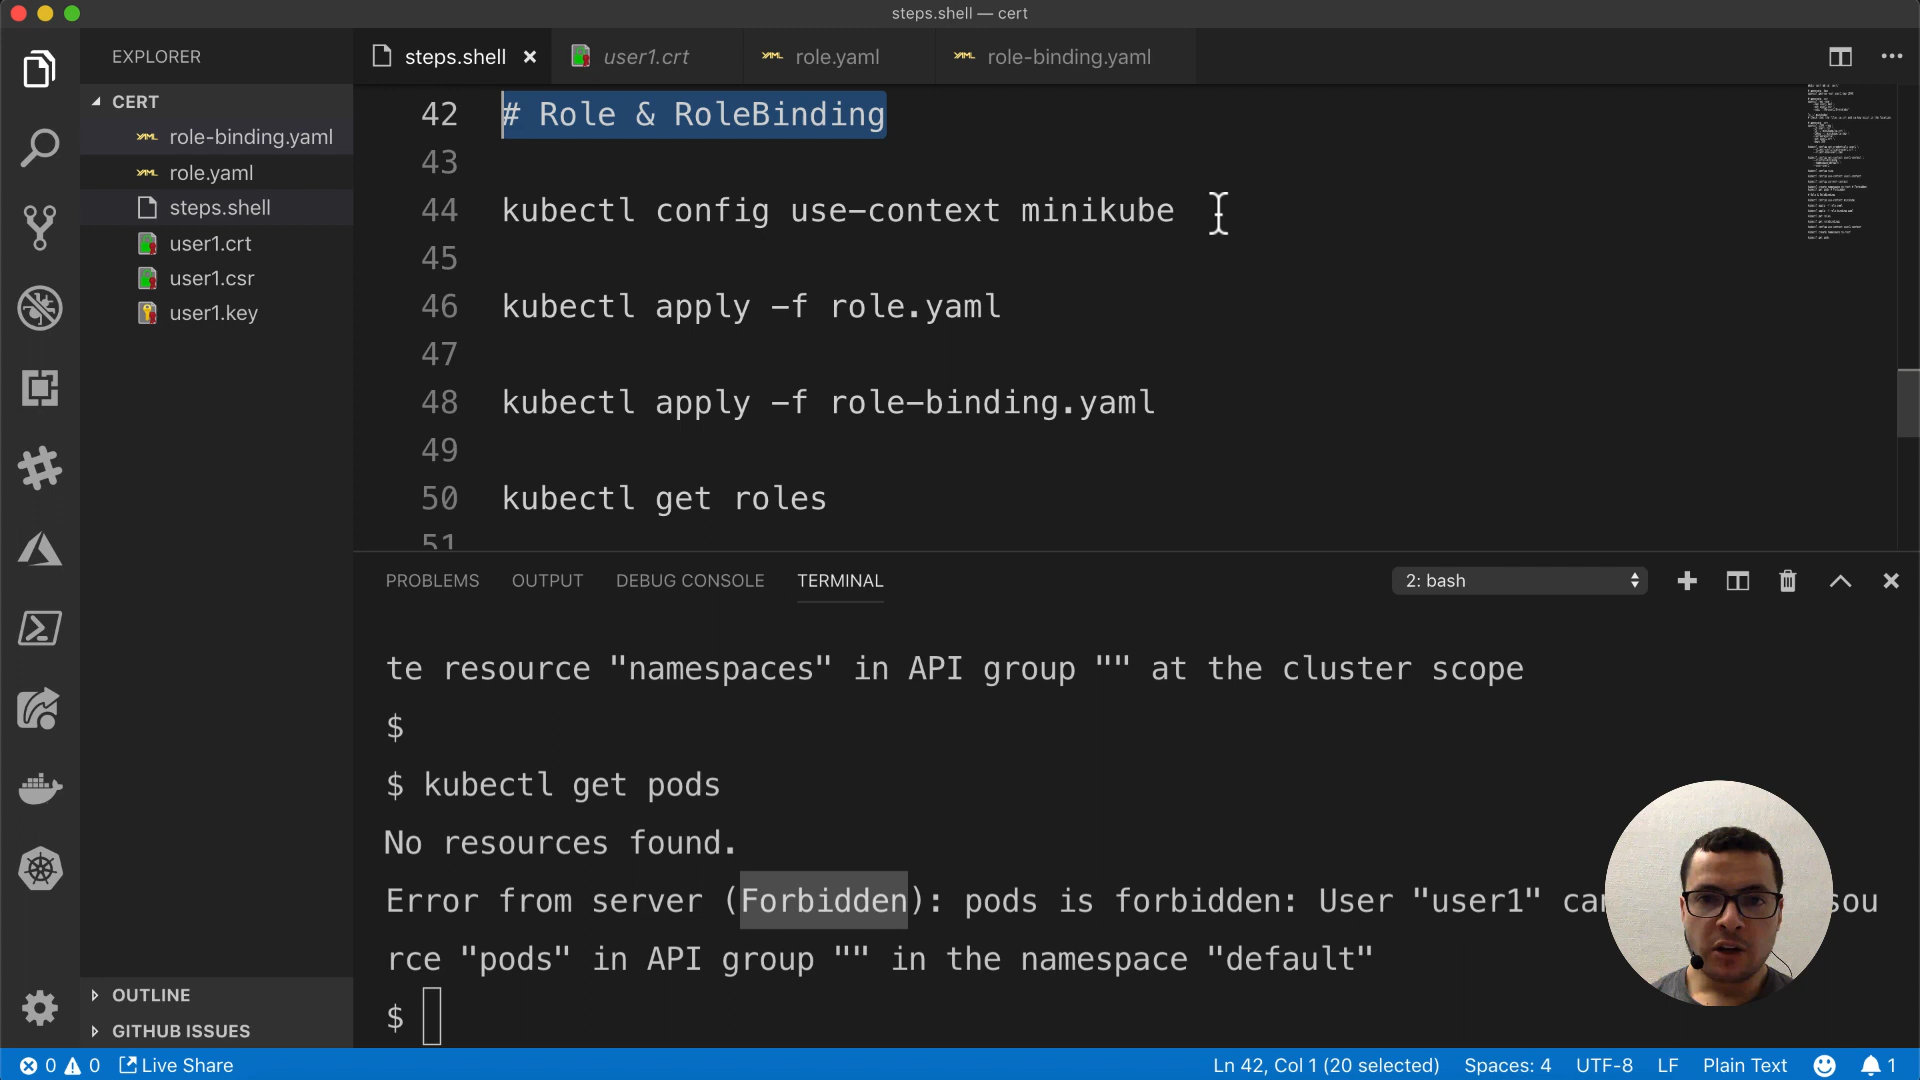 steps.shell — cert
EXPLORER
steps.shell
user1.crt
role.yaml
role-binding.yaml
CERT
role-binding.yaml
role.yaml
steps.shell
user1.crt
user1.csr
user1.key
42 # Role & RoleBinding
43
44 kubectl config use-context minikube
45
46 kubectl apply -f role.yaml
47
48 kubectl apply -f role-binding.yaml
49
50 kubectl get roles
51
PROBLEMS OUTPUT DEBUG CONSOLE TERMINAL
2: bash
te resource "namespaces" in API group "" at the cluster scope
$
$ kubectl get pods
No resources found.
Error from server (Forbidden): pods is forbidden: User "user1" ca sou
rce "pods" in API group "" in the namespace "default"
$
OUTLINE
GITHUB ISSUES
0 0 Live Share
Ln 42, Col 1 (20 selected) Spaces: 4 UTF-8 LF Plain Text 1